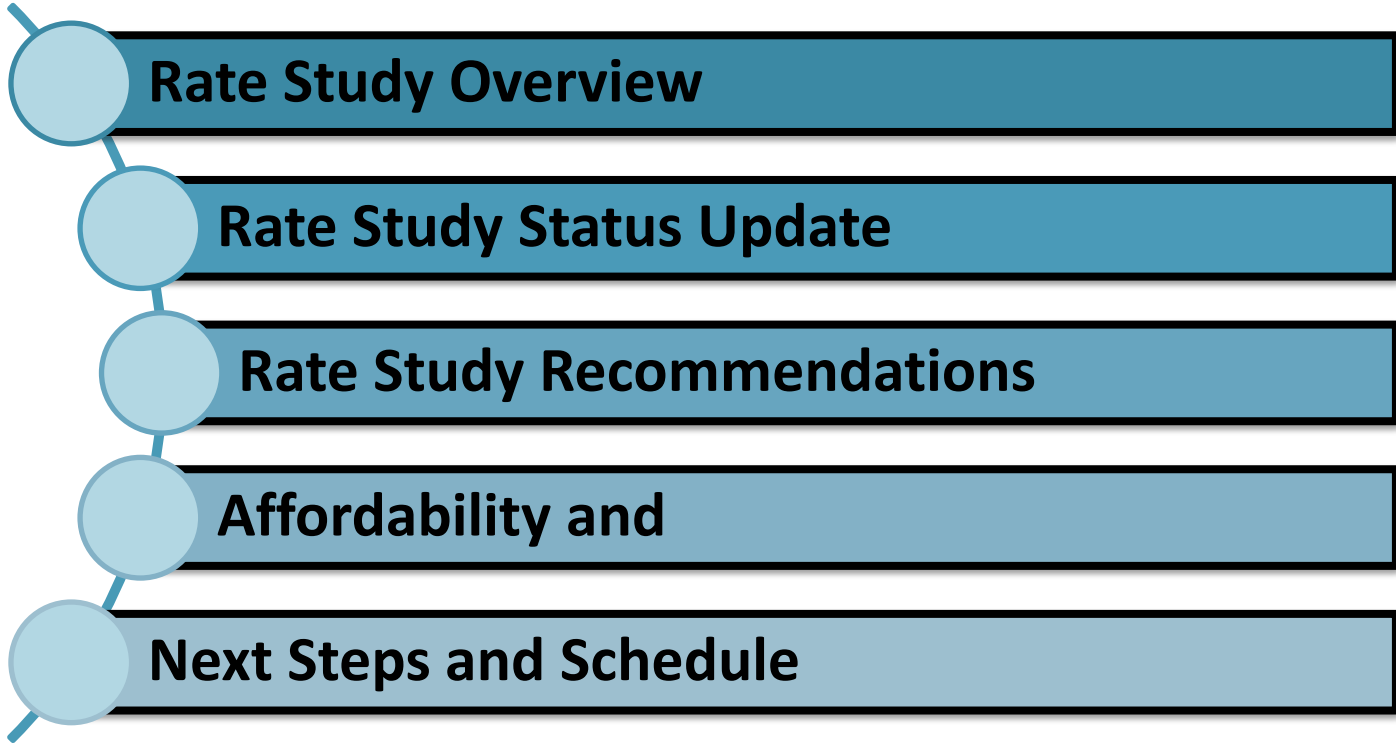 Rate Study Overview
Rate Study Status Update
Rate Study Recommendations
Affordability and
Next Steps and Schedule